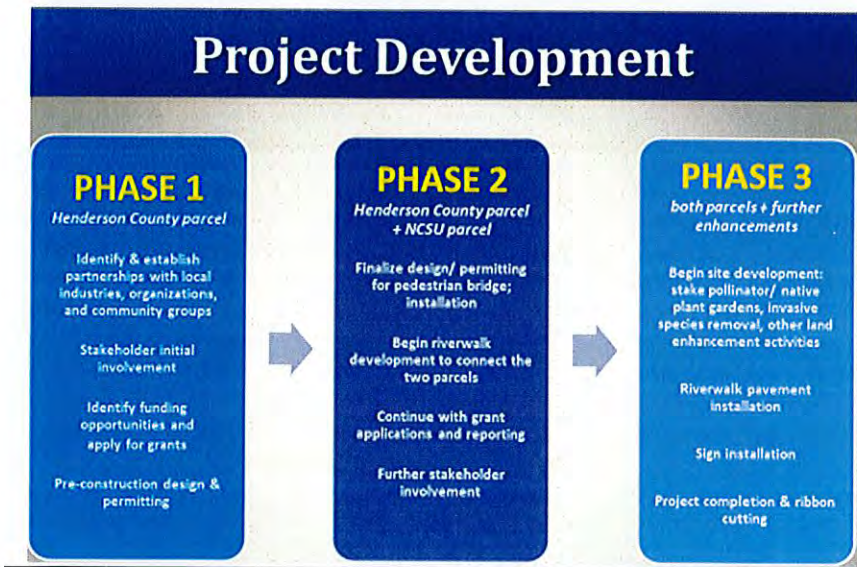 Project Development
PHASE 1
Henderson County parcel
Identify & establish
partnerships with local
industries, organizations,
and community groups
Stakeholder initial
involvement
Identify funding
opportunities and
apply for grants
Pre-construction design &
permitting
PHASE 2
Henderson County parcel
+ NCSU parcel
Finalize design/ permitting
for pedestrian bridge;
installation
Begin riverwalk
development to connect the
two parcels
Continue with grant
applications and reporting
Further stakeholder
involvement
PHASE 3
both parcels + further
enhancements
Begin site development:
stake pollinator/ native
plant gardens, invasive
species removal, other land
enhancement activities
Riverwalk pavement
installation
Sign installation
Project completion & ribbon
cutting